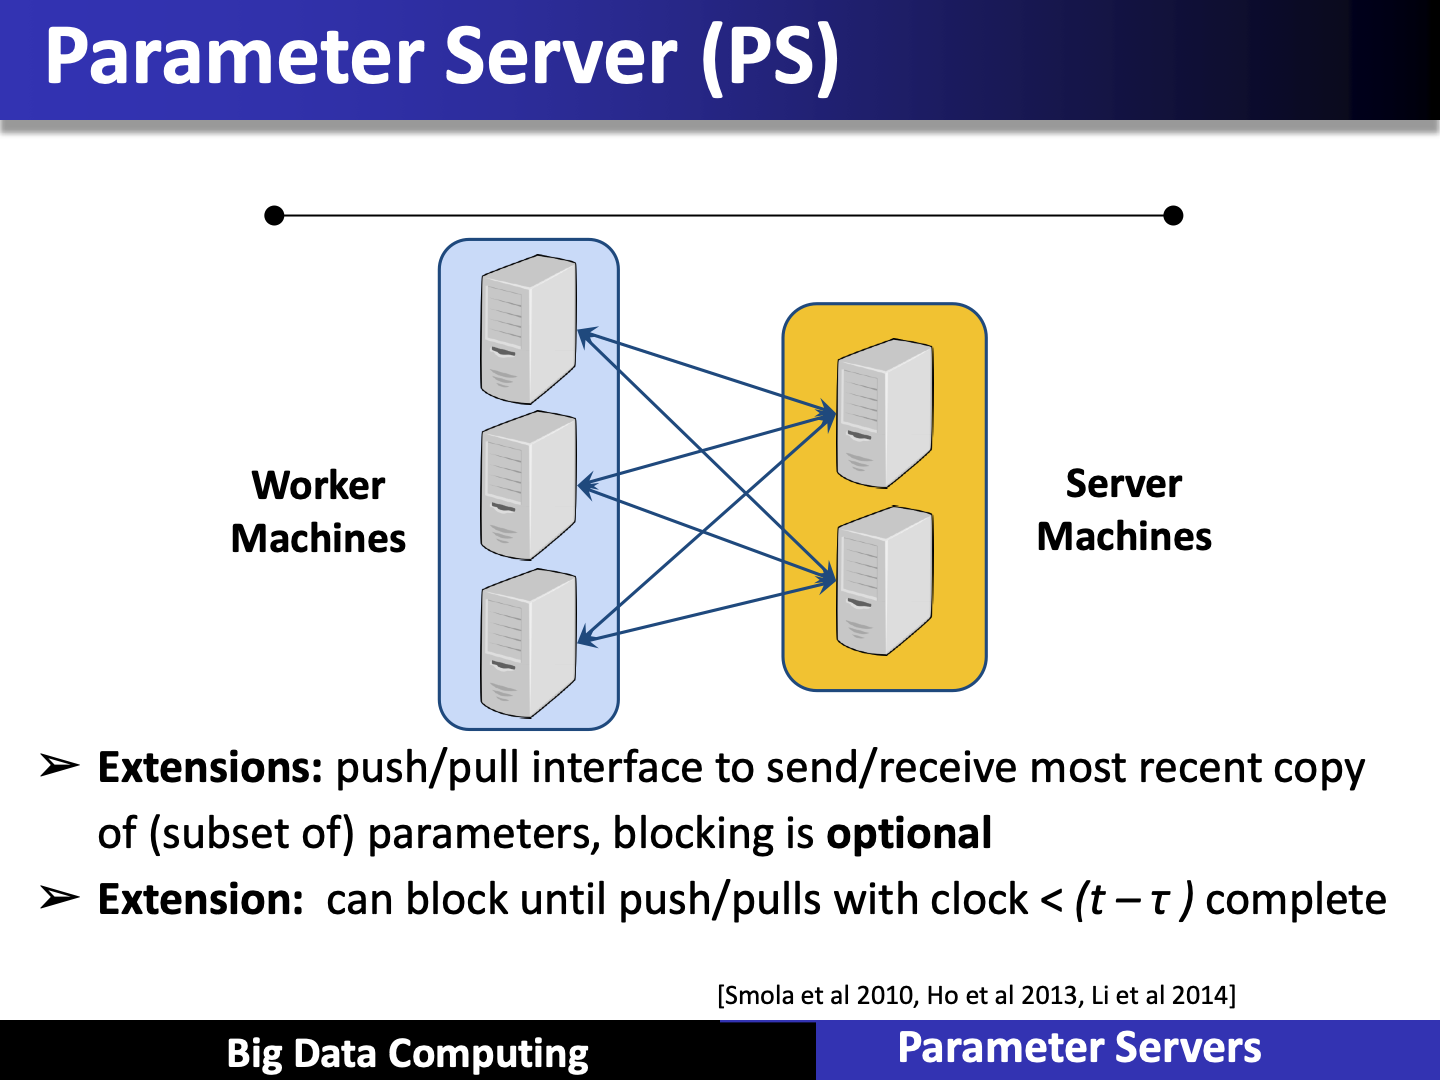 Parameter Server (PS)
Worker
Machines
Server
Machines
➢ Extensions: push/pull interface to send/receive most recent copy
of (subset of) parameters, blocking is optional
➢ Extension: can block until push/pulls with clock < (t – τ ) complete
[Smola et al 2010, Ho et al 2013, Li et al 2014]
Big Data Computing
Parameter Servers